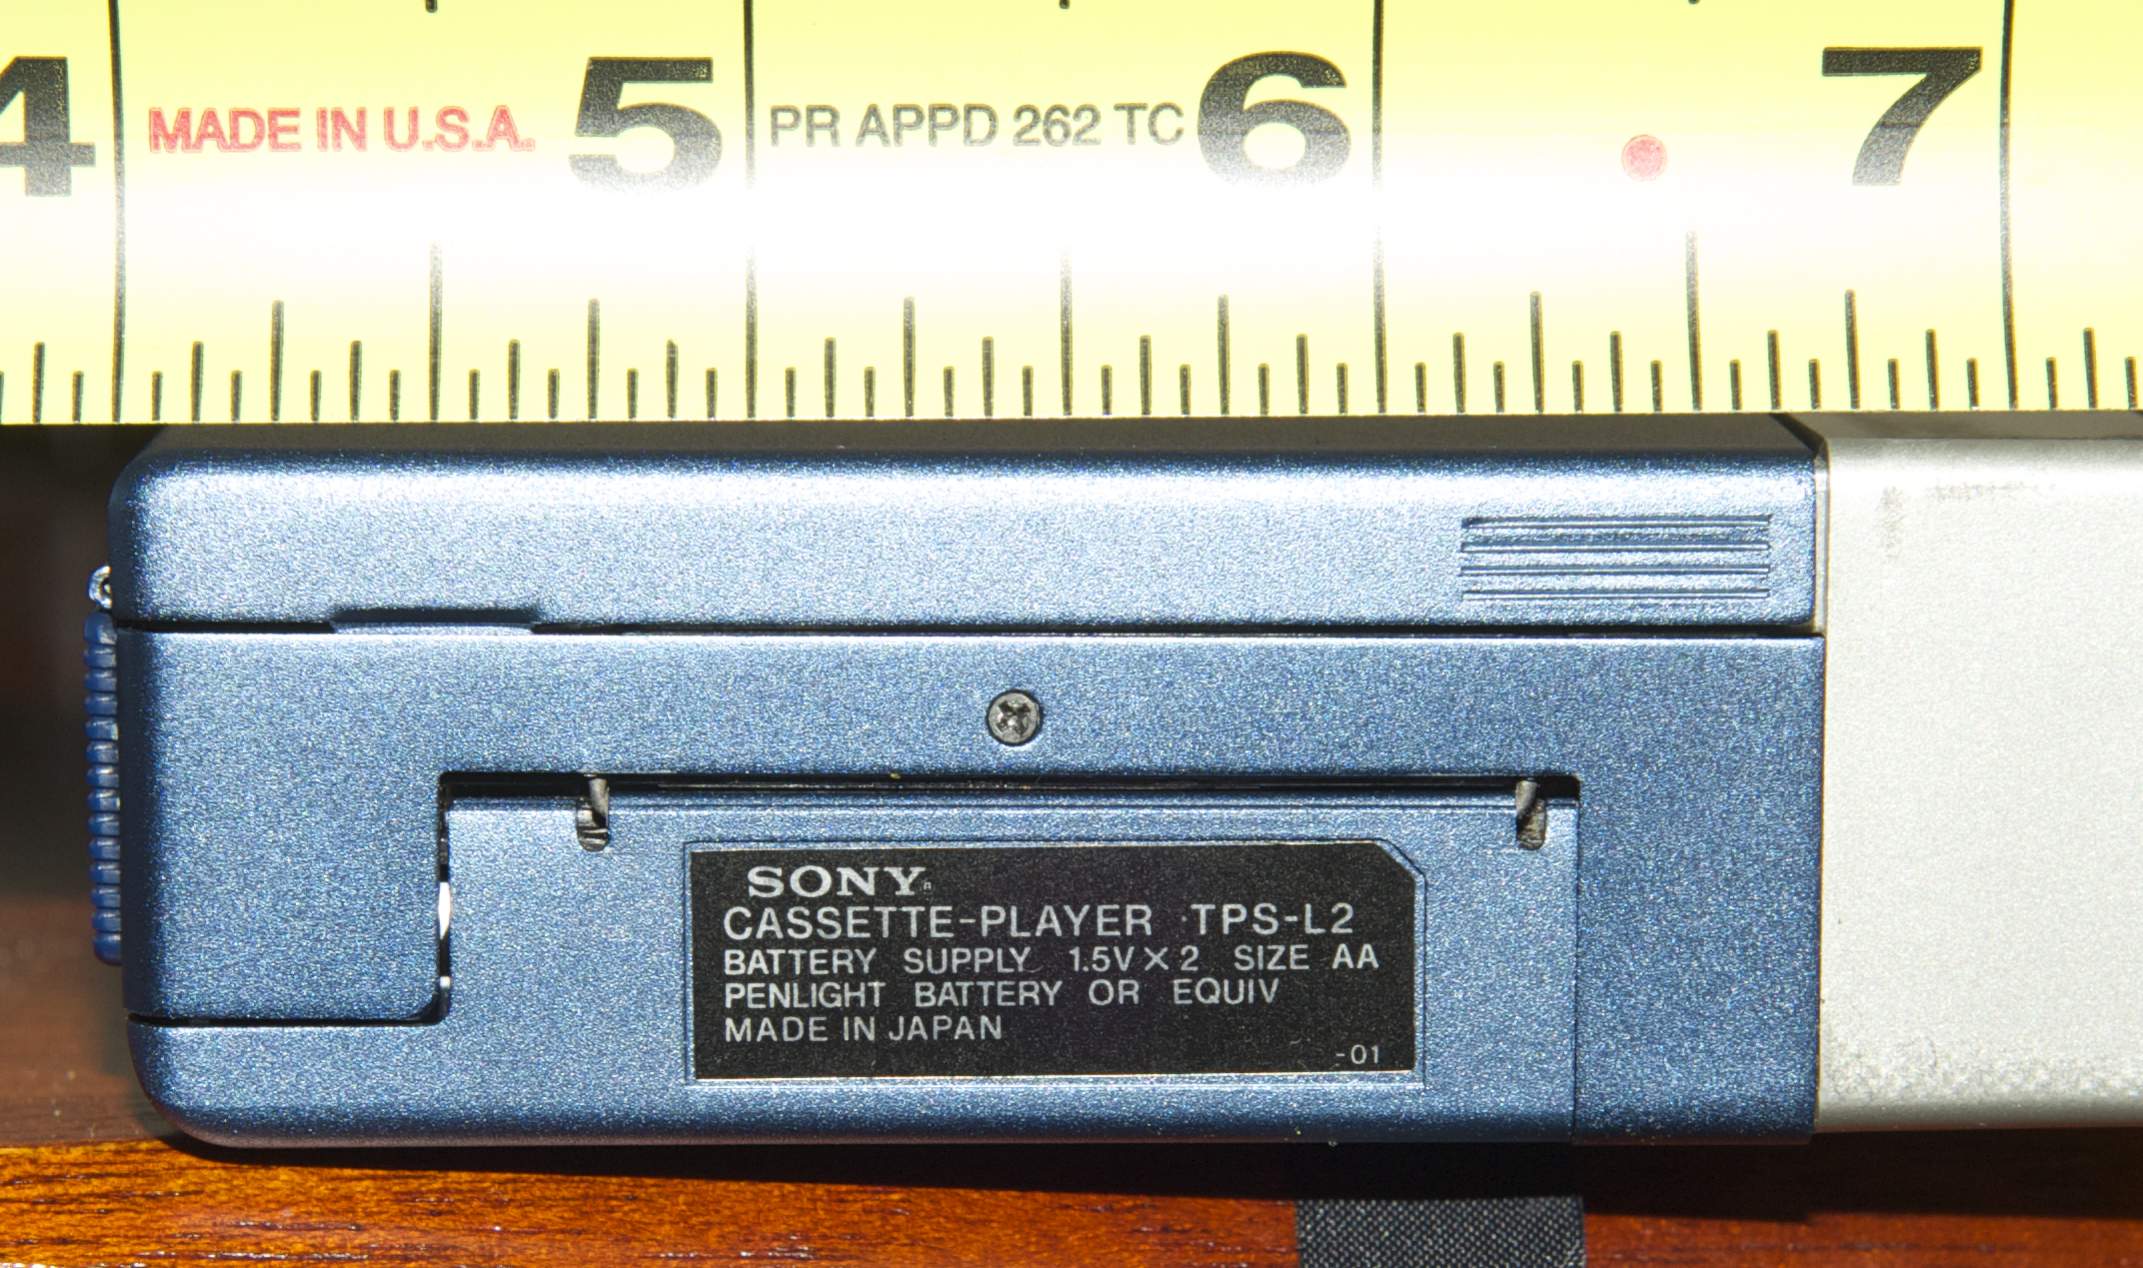 4 MADE IN U.S.A. 5 PR APPD 262 TC 6 7
SONY
CASSETTE-PLAYER TPS-L2
BATTERY SUPPLY 1.5V X 2 SIZE AA
PENLIGHT BATTERY OR EQUIV
MADE IN JAPAN
-01